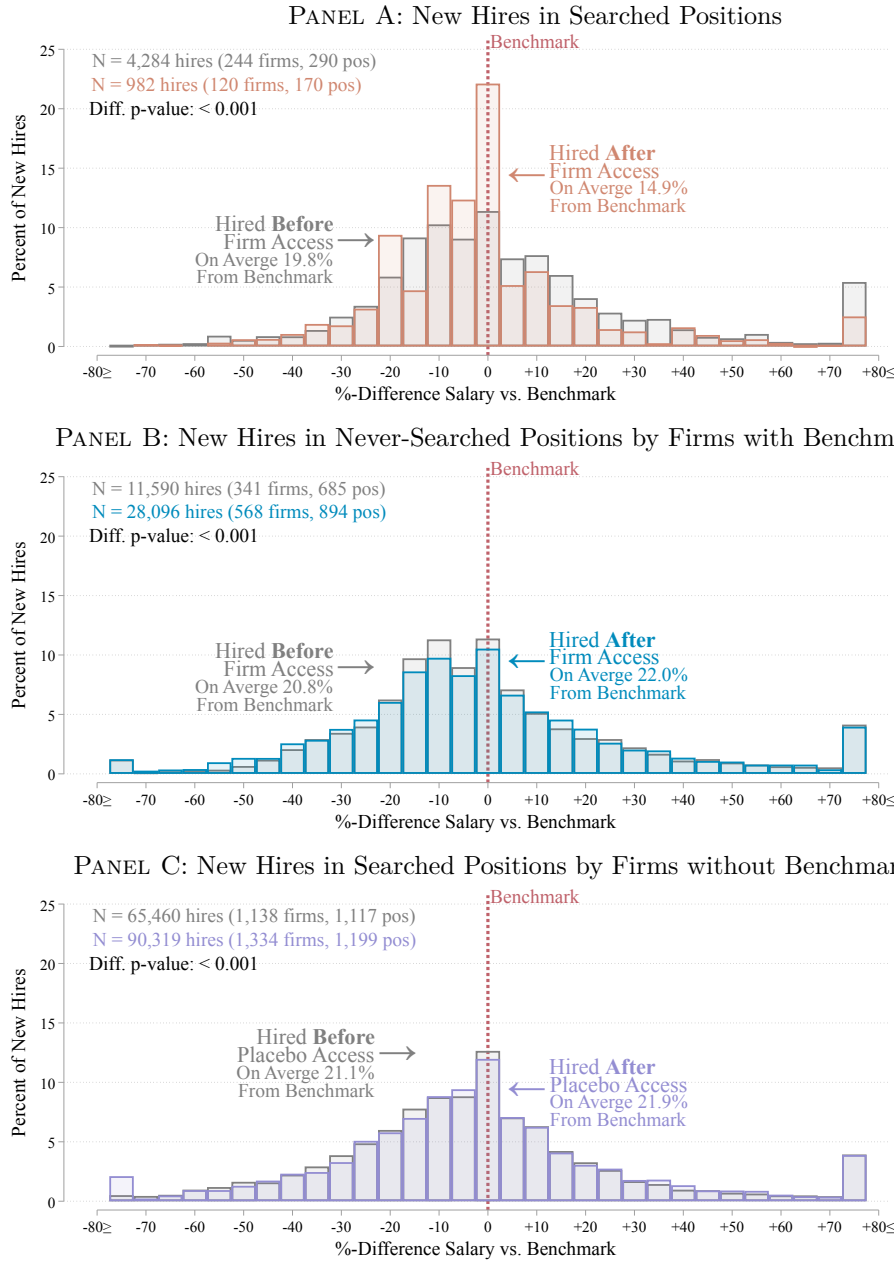 PANEL A: New Hires in Searched Positions
Benchmark
25
20
15
10
5
0
Percent of New Hires
N = 4,284 hires (244 firms, 290 pos)
N = 982 hires (120 firms, 170 pos)
Diff. p-value: < 0.001
Hired Before
Firm Access
On Averge 19.8%
From Benchmark
Hired After
Firm Access
On Averge 14.9%
From Benchmark
-80≥ -70 -60 -50 -40 -30 -20 -10 0 +10 +20 +30 +40 +50 +60 +70 +80≤
%-Difference Salary vs. Benchmark
PANEL B: New Hires in Never-Searched Positions by Firms with Benchm
Benchmark
25
20
15
10
5
0
Percent of New Hires
N = 11,590 hires (341 firms, 685 pos)
N = 28,096 hires (568 firms, 894 pos)
Diff. p-value: < 0.001
Hired Before
Firm Access
On Averge 20.8%
From Benchmark
Hired After
Firm Access
On Averge 22.0%
From Benchmark
-80≥ -70 -60 -50 -40 -30 -20 -10 0 +10 +20 +30 +40 +50 +60 +70 +80≤
%-Difference Salary vs. Benchmark
PANEL C: New Hires in Searched Positions by Firms without Benchmar
Benchmark
25
20
15
10
5
0
Percent of New Hires
N = 65,460 hires (1,138 firms, 1,117 pos)
N = 90,319 hires (1,334 firms, 1,199 pos)
Diff. p-value: < 0.001
Hired Before
Placebo Access
On Averge 21.1%
From Benchmark
Hired After
Placebo Access
On Averge 21.9%
From Benchmark
-80≥ -70 -60 -50 -40 -30 -20 -10 0 +10 +20 +30 +40 +50 +60 +70 +80≤
%-Difference Salary vs. Benchmark